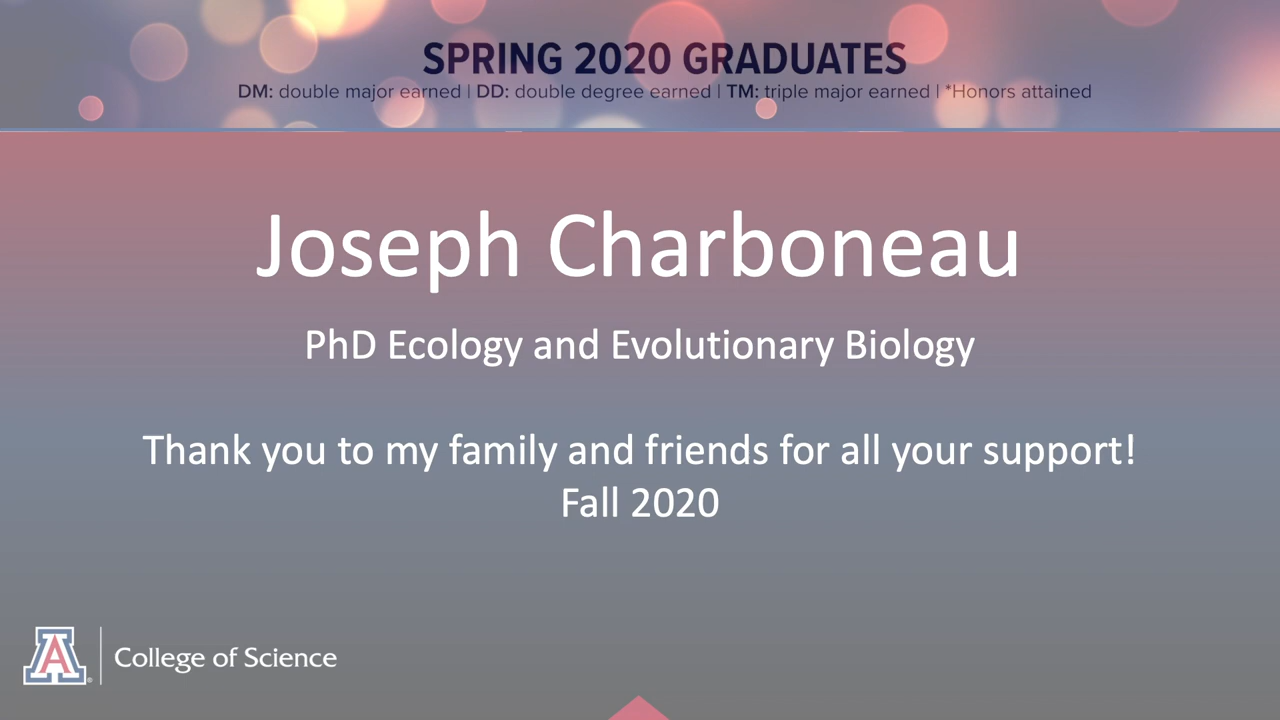 SPRING 2020 GRADUATES
DM: double major earned | DD: double degree earned | TM: triple major earned | *Honors attained
Joseph Charboneau
PhD Ecology and Evolutionary Biology
Thank you to my family and friends for all your support!
Fall 2020
A® College of Science